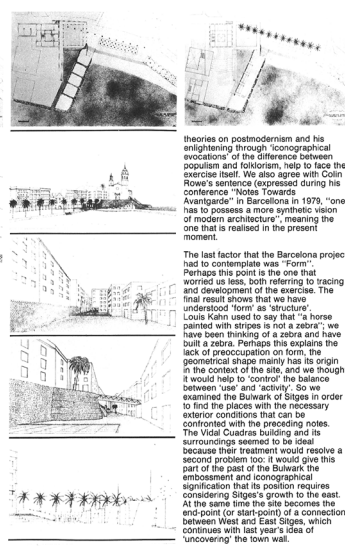 theories on postmodernism and his
enlightening through 'iconographical
evocations' of the difference between
populism and folklorism, help to face the
exercise itself. We also agree with Colin
Rowe's sentence (expressed during his
conference "Notes Towards
Avantgarde" in Barcellona in 1979, "one
has to possess a more synthetic vision
of modern architecture", meaning the
one that is realised in the present
moment.
The last factor that the Barcelona project
had to contemplate was "Form".
Perhaps this point is the one that
worried us less, both referring to tracing
and development of the exercise. The
final result shows that we have
understood 'form' as 'structure'.
Louis Kahn used to say that "a horse
painted with stripes is not a zebra"; we
have been thinking of a zebra and have
built a zebra. Perhaps this explains the
lack of preoccupation on form, the
geometrical shape mainly has its origin
in the context of the site, and we though
it would help to 'control' the balance
between 'use' and 'activity'. So we
examined the Bulwark of Sitges in order
to find the places with the necessary
exterior conditions that can be
confronted with the preceding notes.
The Vidal Cuadras building and its
surroundings seemed to be ideal
because their treatment would resolve a
second problem too: it would give this
part of the past of the Bulwark the
embossment and iconographical
signification that its position requires
considering Sitges's growth to the east.
At the same time the site becomes the
end-point (or start-point) of a connection
between West and East Sitges, which
continues with last year's idea of
'uncovering' the town wall.